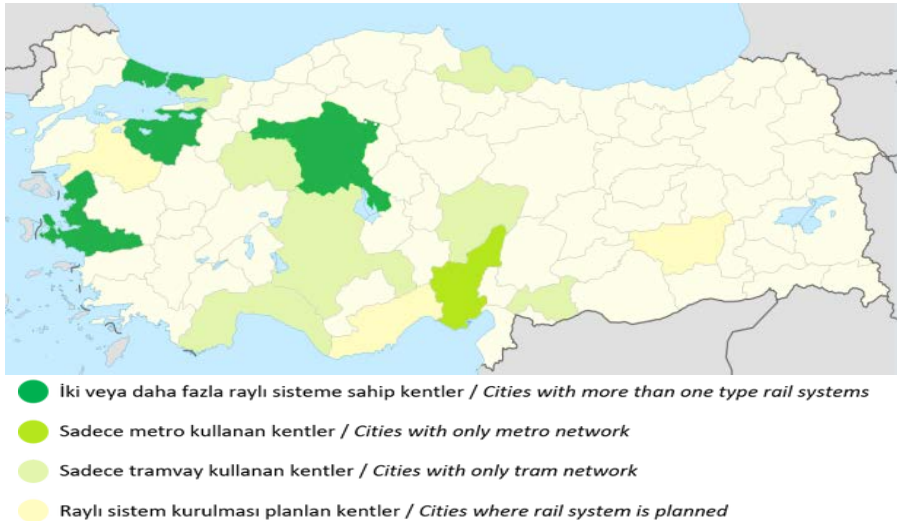 İki veya daha fazla raylı sisteme sahip kentler / Cities with more than one type rail systems
Sadece metro kullanan kentler / Cities with only metro network
Sadece tramvay kullanan kentler / Cities with only tram network
Raylı sistem kurulması planlan kentler / Cities where rail system is planned